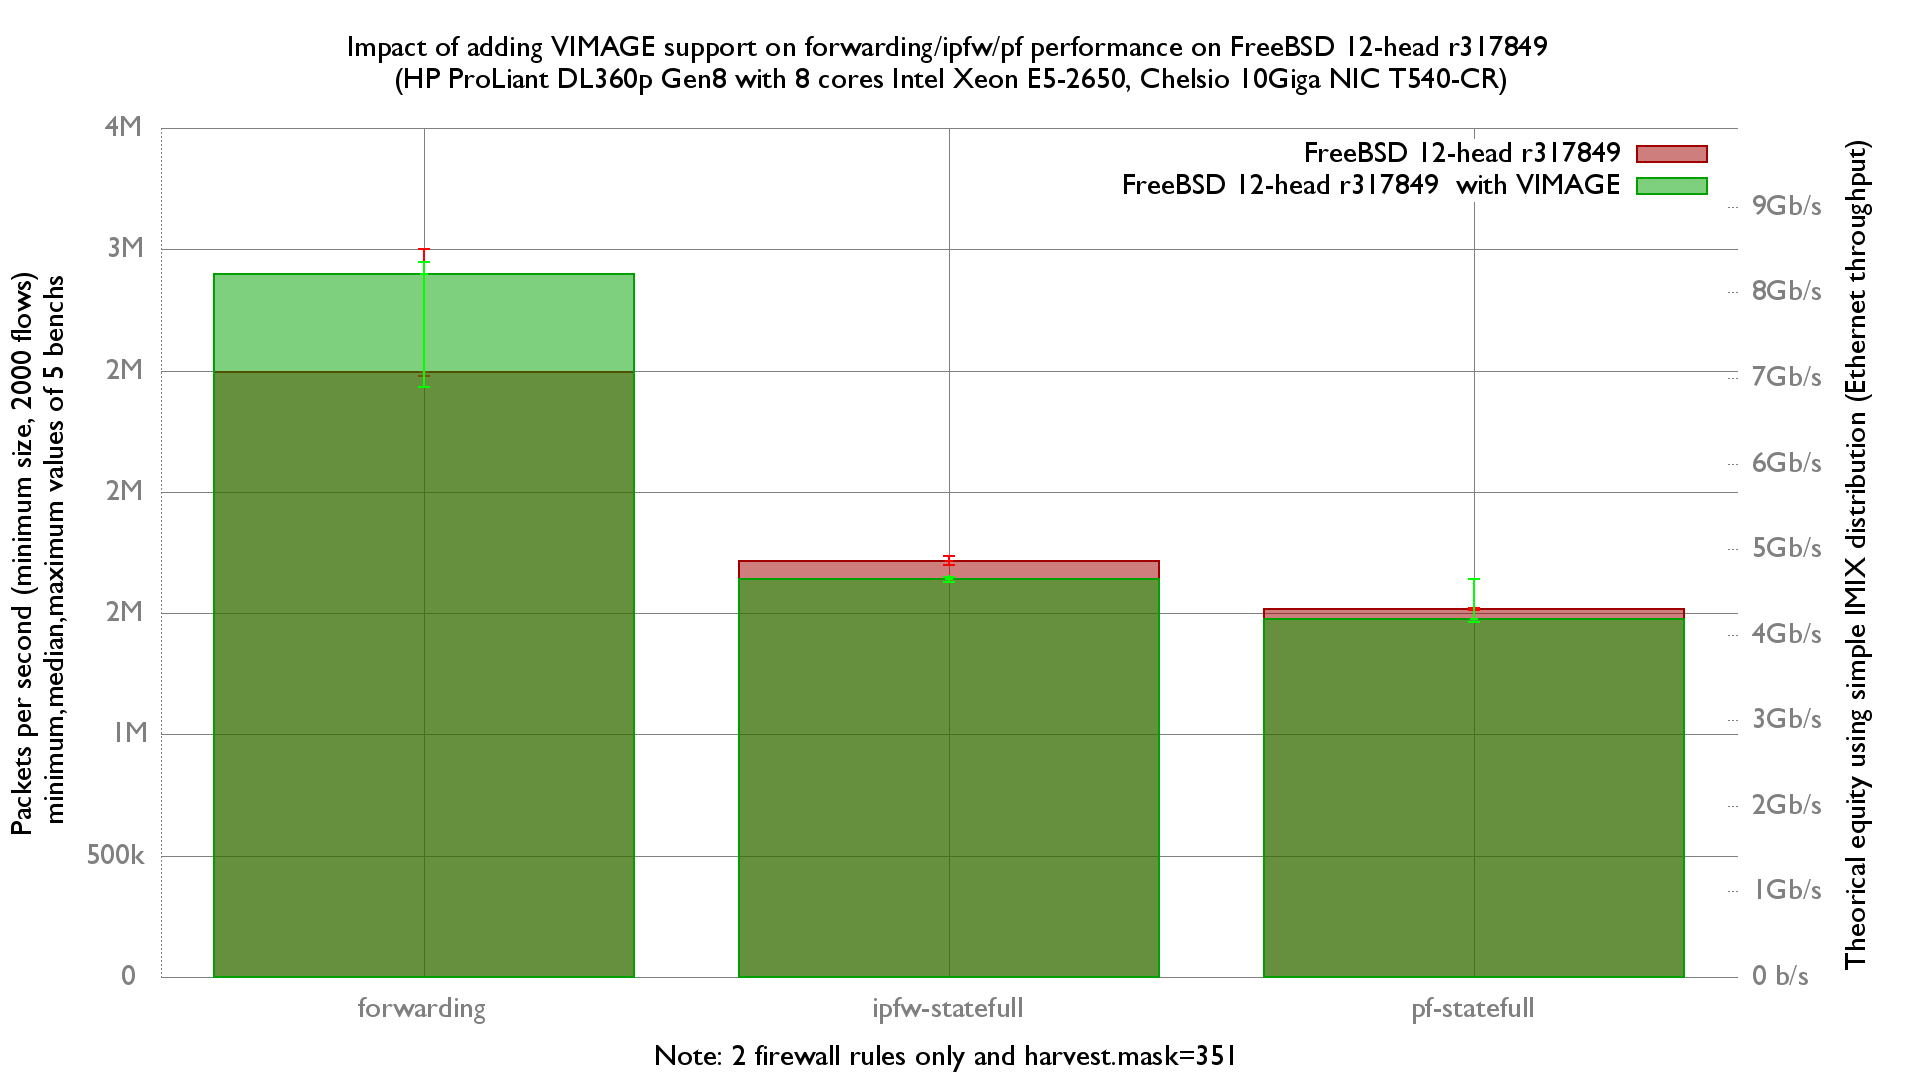 Impact of adding VIMAGE support on forwarding/ipfw/pf performance on FreeBSD 12-head r317849
(HP ProLiant DL360p Gen8 with 8 cores Intel Xeon E5-2650, Chelsio 10Giga NIC T540-CR)
FreeBSD 12-head r317849
FreeBSD 12-head r317849  with VIMAGE
Packets per second (minimum size, 2000 flows)
minimum,median,maximum values of 5 benchs
4M
3M
2M
2M
2M
1M
500k
0
9Gb/s
8Gb/s
7Gb/s
6Gb/s
5Gb/s
4Gb/s
3Gb/s
2Gb/s
1Gb/s
0 b/s
Theorical equity using simple IMIX distribution (Ethernet throughput)
forwarding
ipfw-statefull
pf-statefull
Note: 2 firewall rules only and harvest.mask=351